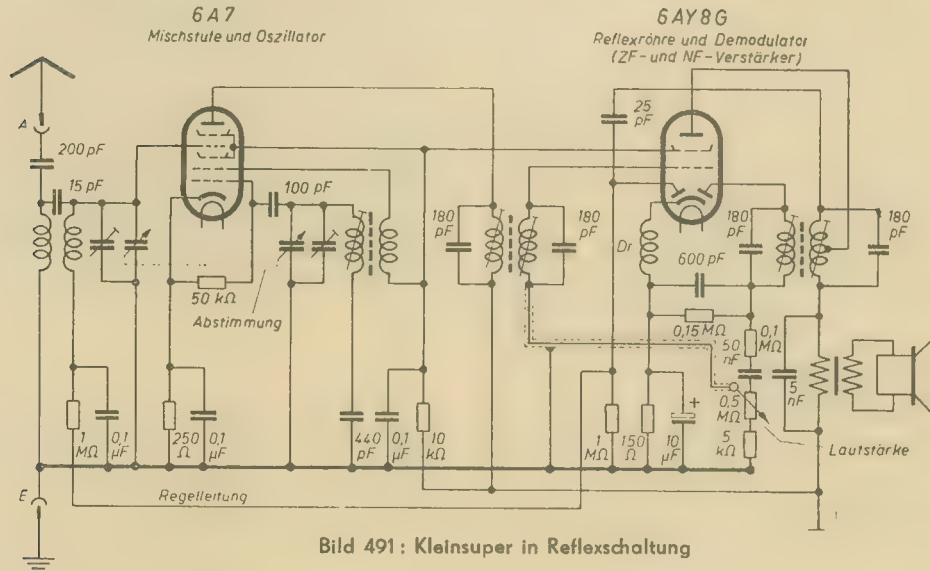 6A7
Mischstufe und Oszillator
6AY8G
Reflexröhre und Demodulator
(ZF- und NF-Verstärker)
A
200 pF
15 pF
100 pF
25
pF
180
pF
180
pF
180
pF
180
pF
Dr
600 pF
50 kΩ
Abstimmung
0,15 MΩ
0,1
MΩ
50
nF
5
nF
0,5
MΩ
5
kΩ
Lautstärke
1
MΩ
0,1
µF
250
Ω
0,1
µF
440
pF
0,1
µF
10
kΩ
1
MΩ
150
Ω
+
10
µF
E
Regelleitung
Bild 491: Kleinsuper in Reflexschaltung